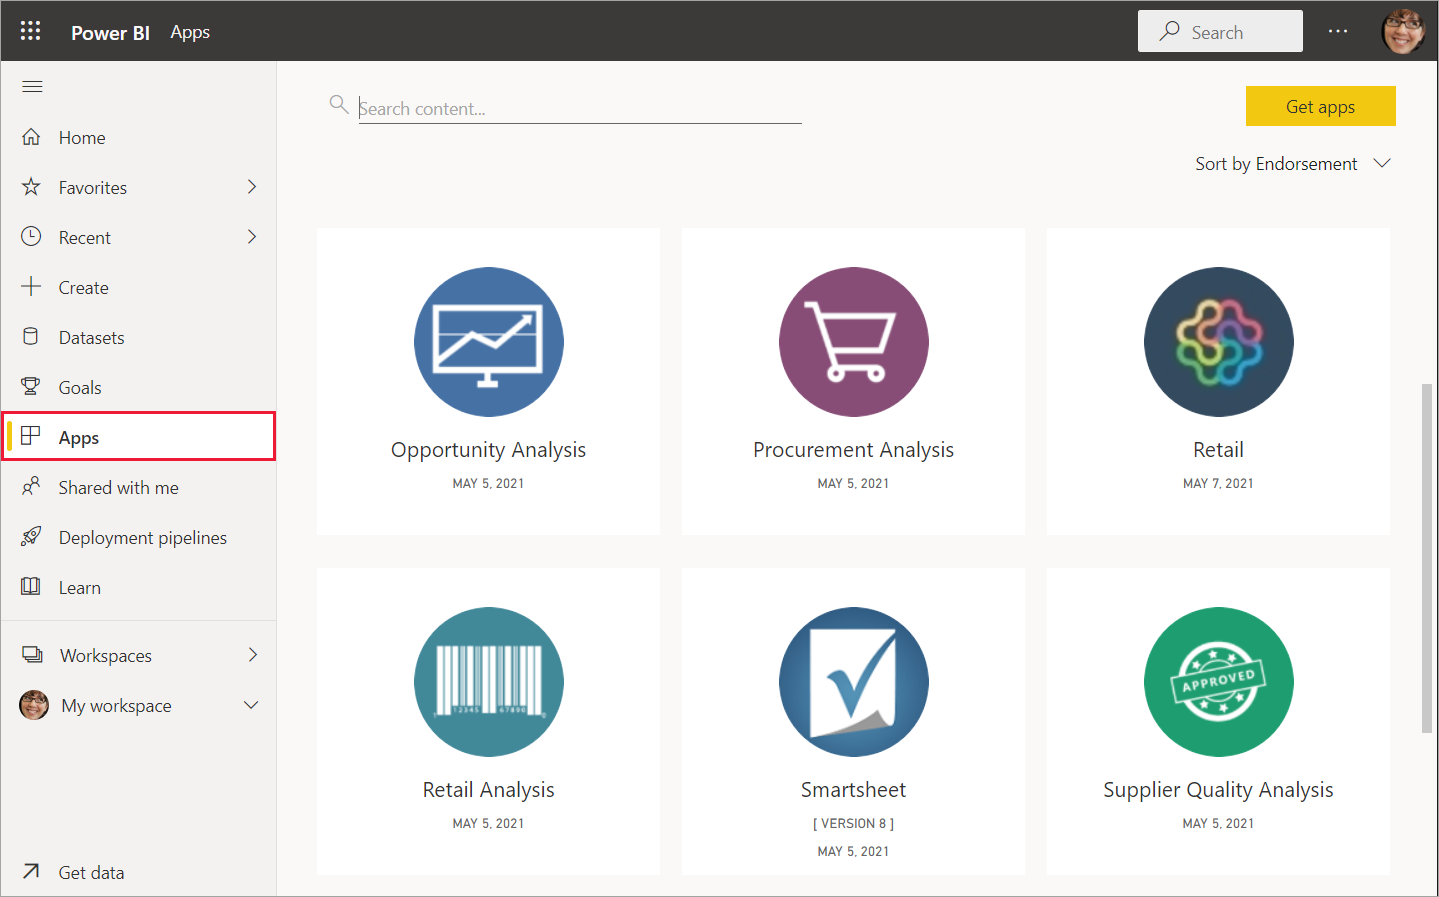 Power BI Apps
Search
Home
Favorites
Recent
Create
Datasets
Goals
Apps
Shared with me
Deployment pipelines
Learn
Workspaces
My workspace
Get data
Search content...
Get apps
Sort by Endorsement
Opportunity Analysis
MAY 5, 2021
Procurement Analysis
MAY 5, 2021
Retail
MAY 7, 2021
12345 67890
Retail Analysis
MAY 5, 2021
Smartsheet
[ VERSION 8 ]
MAY 5, 2021
APPROVED
Supplier Quality Analysis
MAY 5, 2021